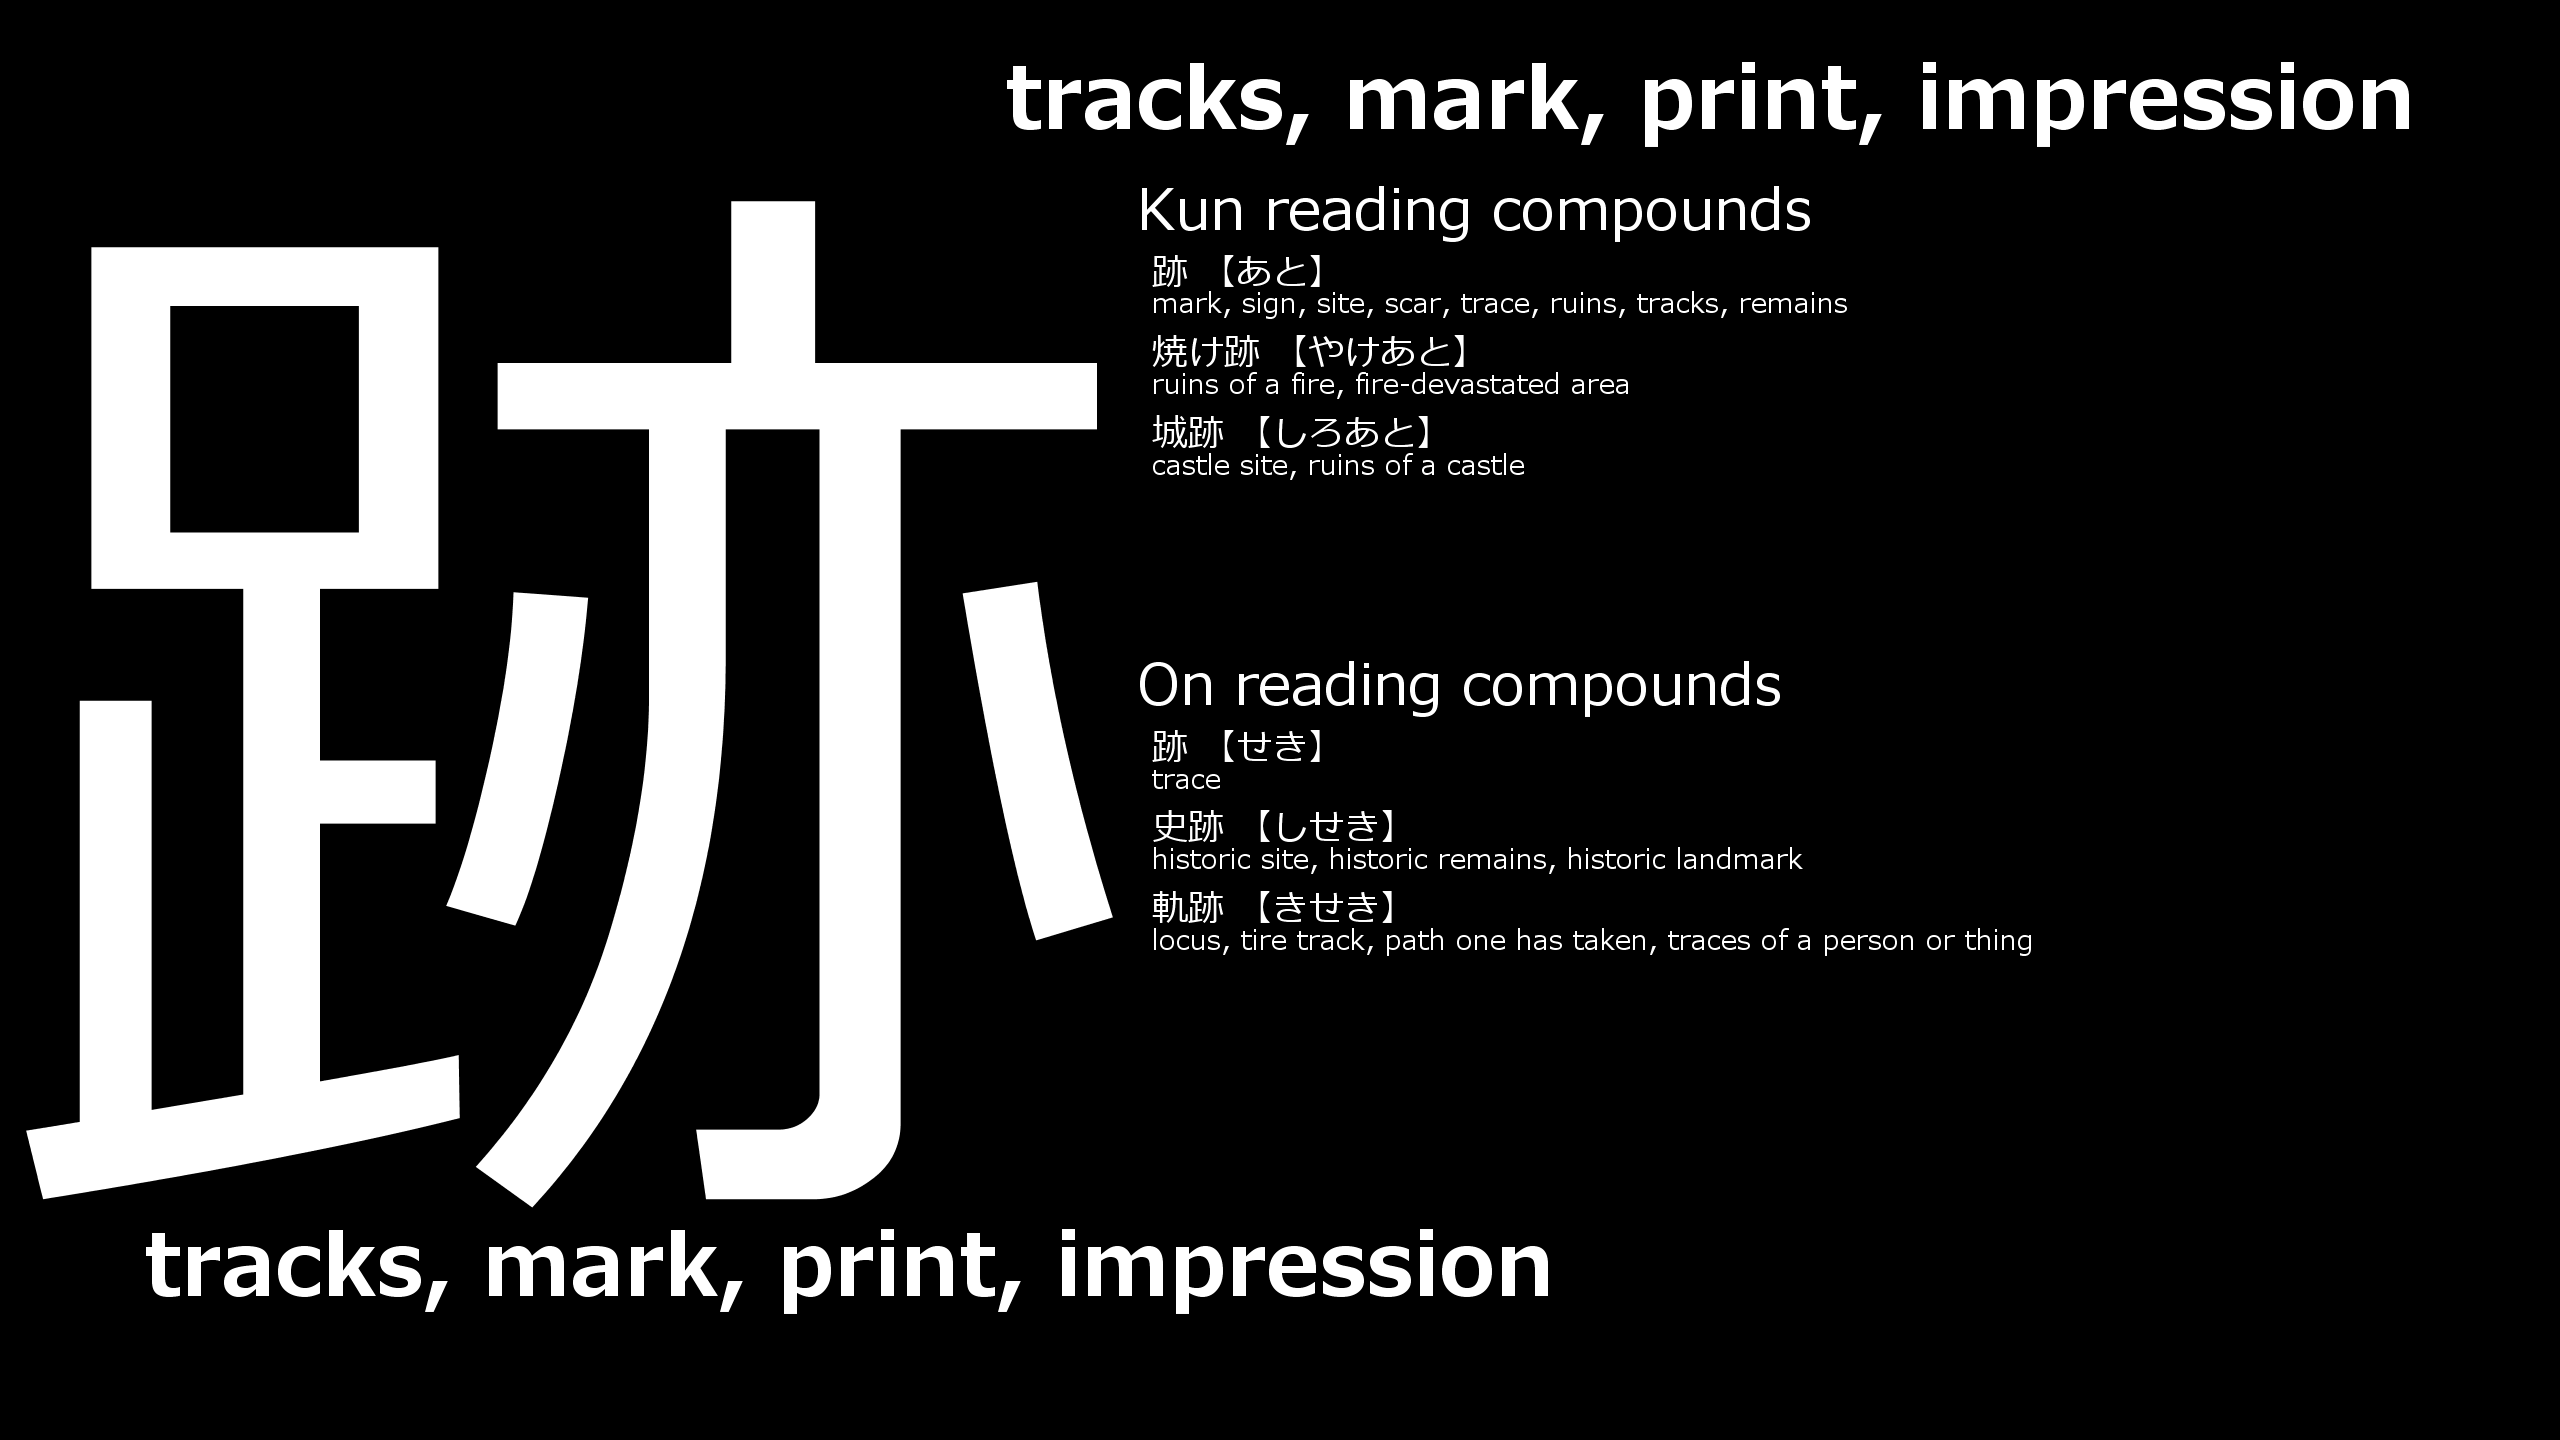 tracks, mark, print, impression
跡
Kun reading compounds
跡 【あと】
mark, sign, site, scar, trace, ruins, tracks, remains
焼け跡 【やけあと】
ruins of a fire, fire-devastated area
城跡 【しろあと】
castle site, ruins of a castle
On reading compounds
跡 【せき】
trace
史跡 【しせき】
historic site, historic remains, historic landmark
軌跡 【きせき】
locus, tire track, path one has taken, traces of a person or thing
tracks, mark, print, impression